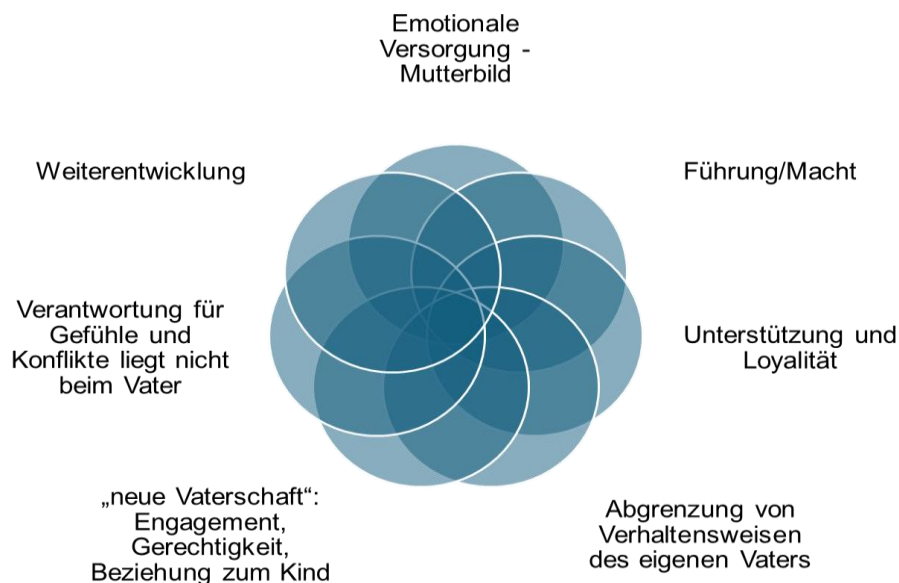 Emotionale
Versorgung -
Mutterbild
Weiterentwicklung
Führung/Macht
Verantwortung für
Gefühle und
Konflikte liegt nicht
beim Vater
Unterstützung und
Loyalität
„neue Vaterschaft“:
Engagement,
Gerechtigkeit,
Beziehung zum Kind
Abgrenzung von
Verhaltensweisen
des eigenen Vaters